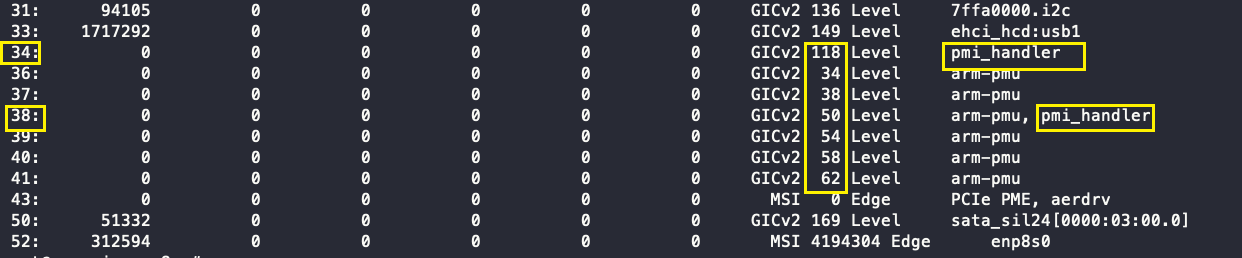 31: 94105 0 0 0 0 0 GICv2 136 Level 7ffa0000.i2c
33: 1717292 0 0 0 0 0 GICv2 149 Level ehci_hcd:usb1
34: 0 0 0 0 0 0 GICv2 118 Level pmi_handler
36: 0 0 0 0 0 0 GICv2 34 Level arm-pmu
37: 0 0 0 0 0 0 GICv2 38 Level arm-pmu
38: 0 0 0 0 0 0 GICv2 50 Level arm-pmu, pmi_handler
39: 0 0 0 0 0 0 GICv2 54 Level arm-pmu
40: 0 0 0 0 0 0 GICv2 58 Level arm-pmu
41: 0 0 0 0 0 0 GICv2 62 Level arm-pmu
43: 0 0 0 0 0 0 MSI 0 Edge PCIe PME, aerdrv
50: 51332 0 0 0 0 0 GICv2 169 Level sata_sil24[0000:03:00.0]
52: 312594 0 0 0 0 0 MSI 4194304 Edge enp8s0